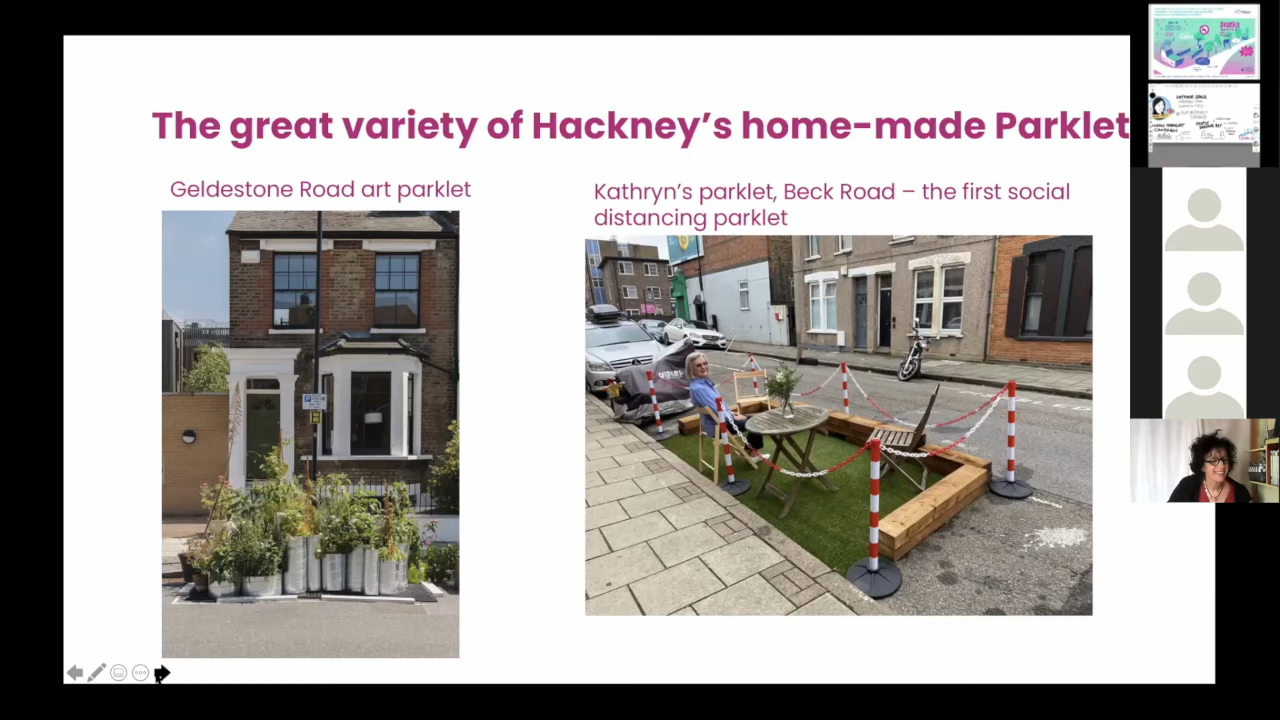 The great variety of Hackney's home-made Parklet
Geldestone Road art parklet
Kathryn's parklet, Beck Road – the first social
distancing parklet
OXFORD